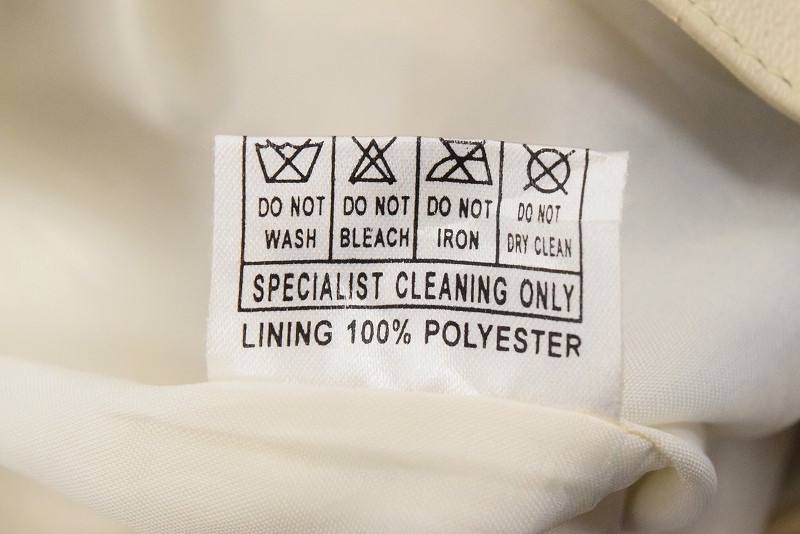 DO NOT WASH
DO NOT BLEACH
DO NOT IRON
DO NOT DRY CLEAN
SPECIALIST CLEANING ONLY
LINING 100% POLYESTER